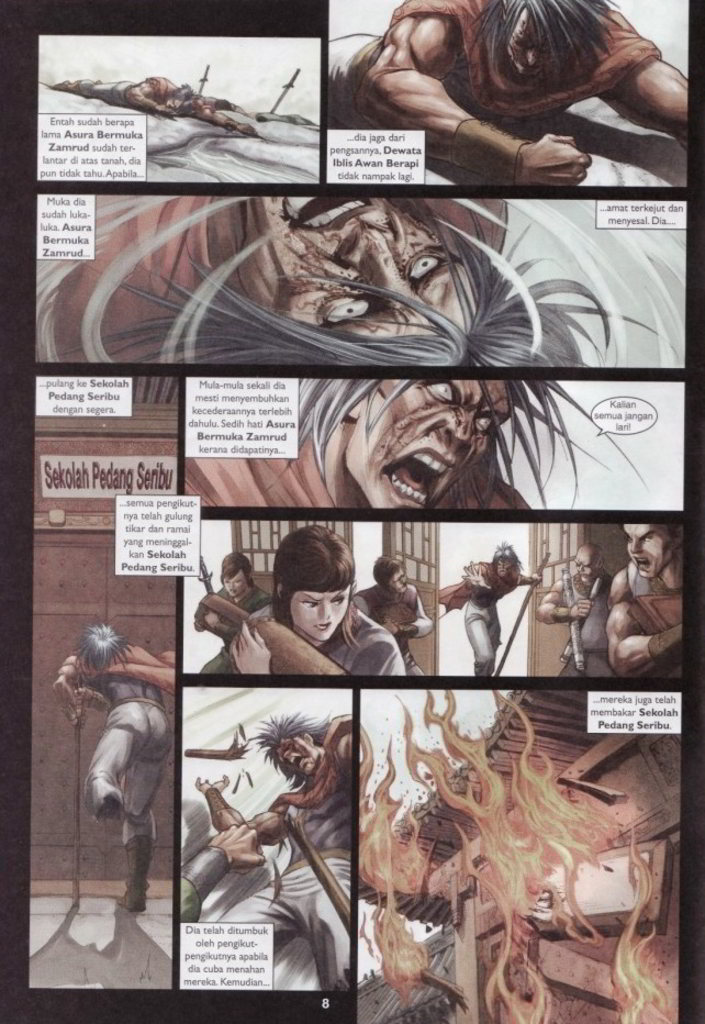 Entah sudah berapa
lama Asura Bermuka
Zamrud sudah ter-
lantar di atas tanah, dia
pun tidak tahu. Apabila...
...dia jaga dari
pengsannya, Dewata
Iblis Awan Berapi
tidak nampak lagi.
Muka dia
sudah luka-
luka. Asura
Bermuka
Zamrud...
...amat terkejut dan
menyesal. Dia....
...pulang ke Sekolah
Pedang Seribu
dengan segera.
Sekolah Pedang Seribu
Mula-mula sekali dia
mesti menyembuhkan
kecederaannya terlebih
dahulu. Sedih hati Asura
Bermuka Zamrud
kerana didapatinya...
Kalian
semua jangan
lari!
...semua pengikut-
nya telah gulung
tikar dan ramai
yang meninggal-
kan Sekolah
Pedang Seribu.
Dia telah ditumbuk
oleh pengikut-
pengikutnya apabila
dia cuba menahan
mereka. Kemudian...
...mereka juga telah
membakar Sekolah
Pedang Seribu.
8